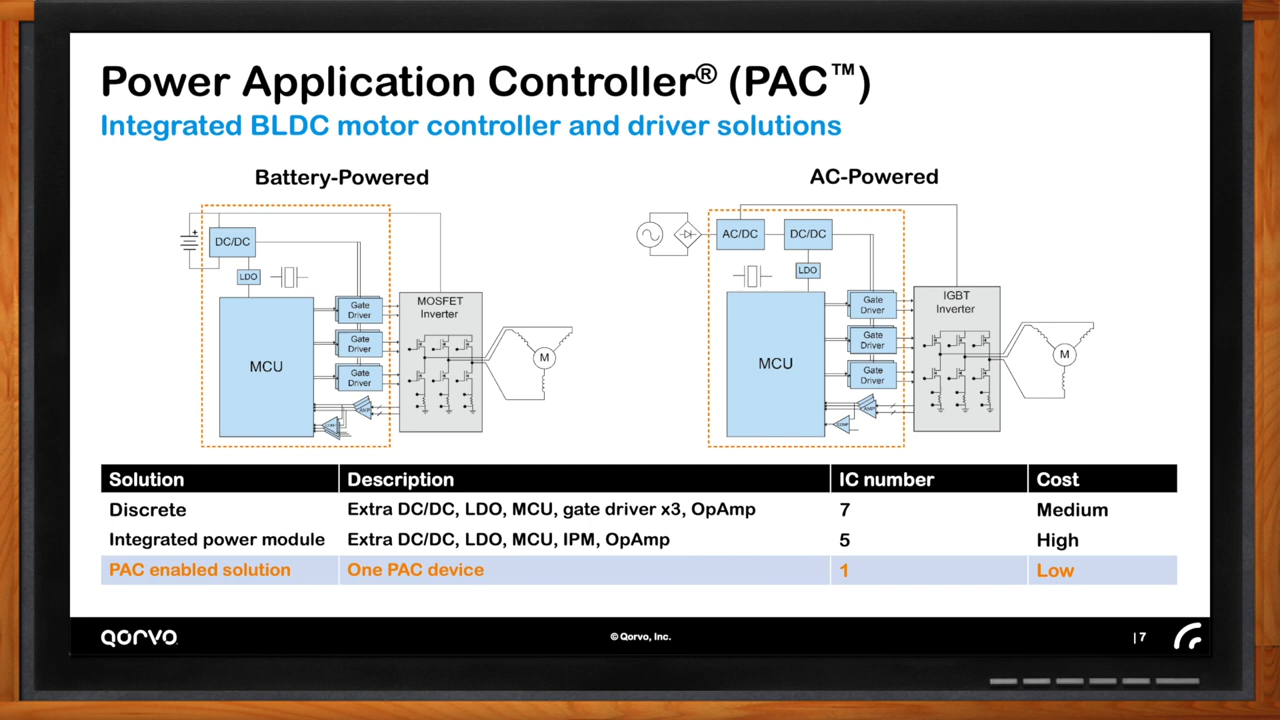 Power Application Controller® (PAC™)
Integrated BLDC motor controller and driver solutions
Battery-Powered
AC-Powered
+
DC/DC
LDO
MCU
Gate
Driver
Gate
Driver
Gate
Driver
AMP
MOSFET
Inverter
M
AC/DC
DC/DC
LDO
MCU
Gate
Driver
Gate
Driver
Gate
Driver
AMP
COMP
IGBT
Inverter
M
Solution Description IC number Cost
Discrete Extra DC/DC, LDO, MCU, gate driver x3, OpAmp 7 Medium
Integrated power module Extra DC/DC, LDO, MCU, IPM, OpAmp 5 High
PAC enabled solution One PAC device 1 Low
QORVO
© Qorvo, Inc.
| 7